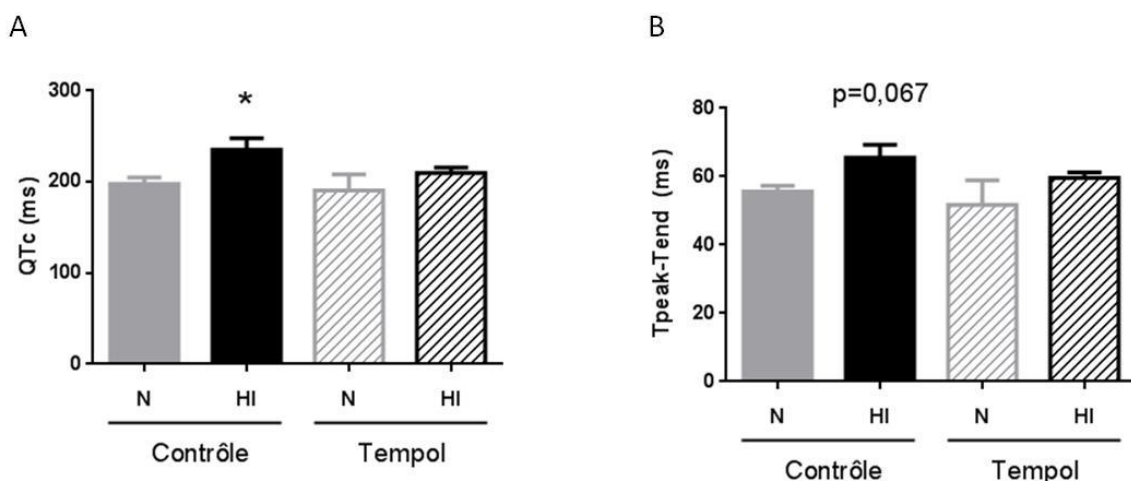 A
300
200
100
0
QTc (ms)
*
N HI N HI
Contrôle Tempol
B
p=0,067
80
60
40
20
0
Tpeak-Tend (ms)
N HI N HI
Contrôle Tempol